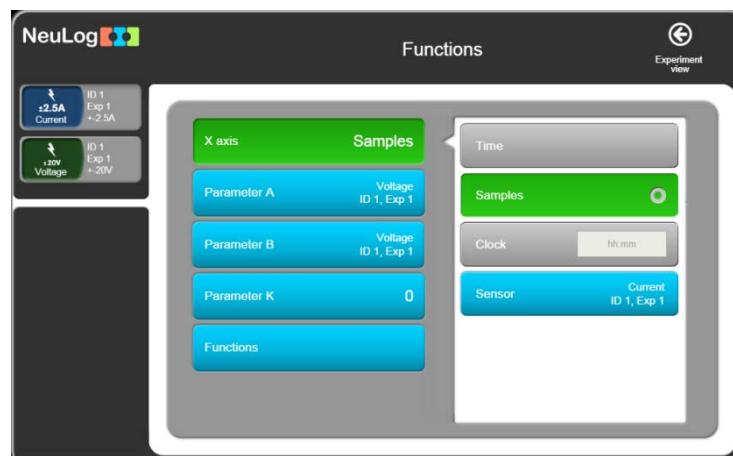 NeuLog
Functions
Experiment
view
±2.5A
Current
ID 1
Exp 1
+-2.5A
±20V
Voltage
ID 1
Exp 1
+-20V
X axis Samples
Parameter A Voltage
ID 1, Exp 1
Parameter B Voltage
ID 1, Exp 1
Parameter K 0
Functions
Time
Samples
Clock hh:mm
Sensor Current
ID 1, Exp 1